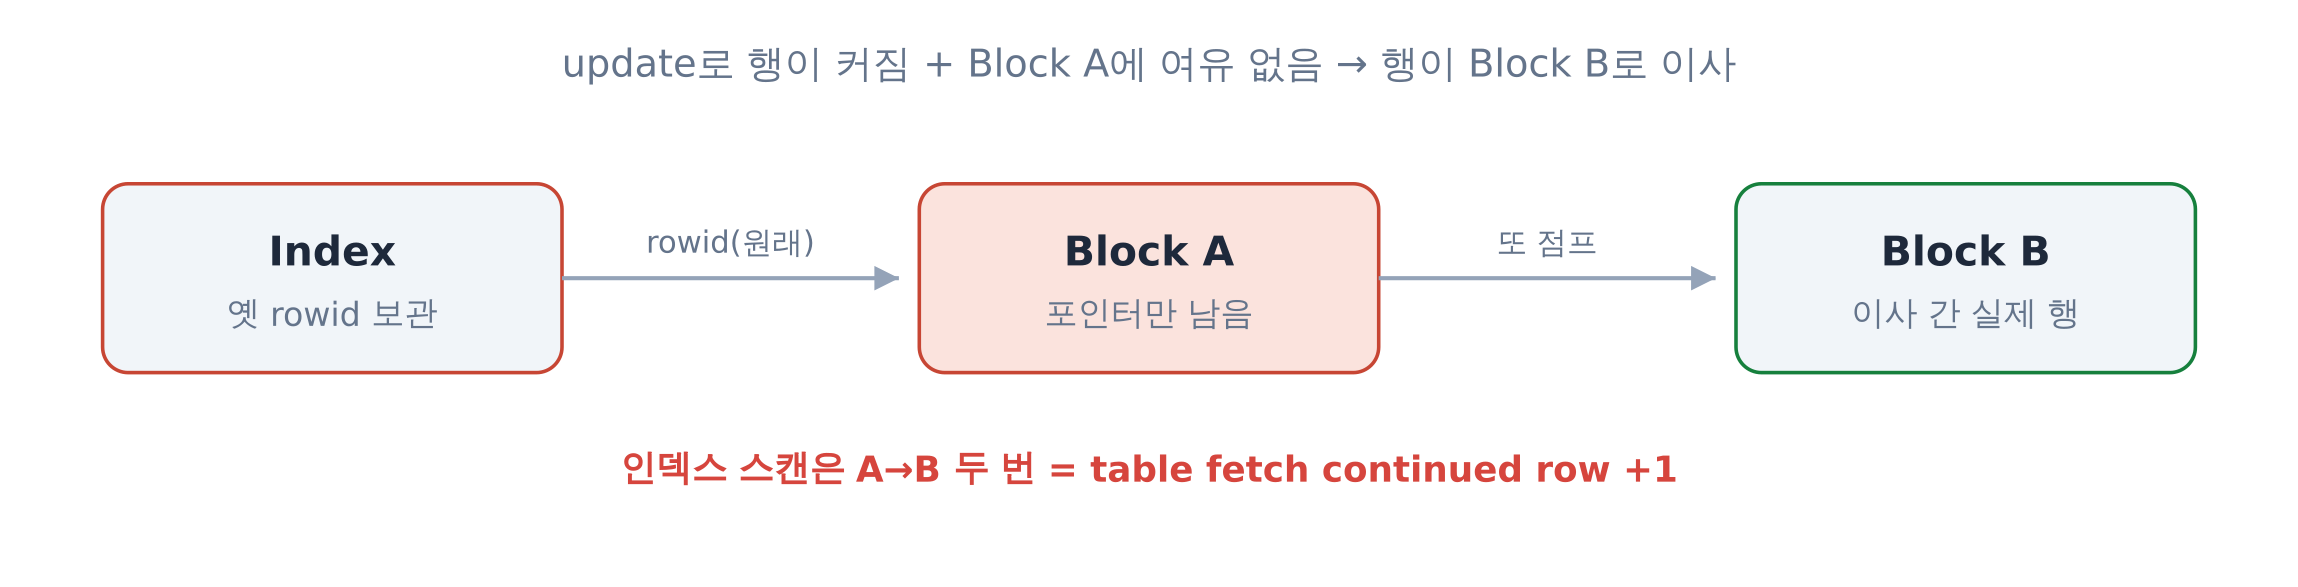 update로 행이 커짐 + Block A에 여유 없음 → 행이 Block B로 이사
Index
옛 rowid 보관
rowid(원래)
Block A
포인터만 남음
또 점프
Block B
이사 간 실제 행
인덱스 스캔은 A→B 두 번 = table fetch continued row +1